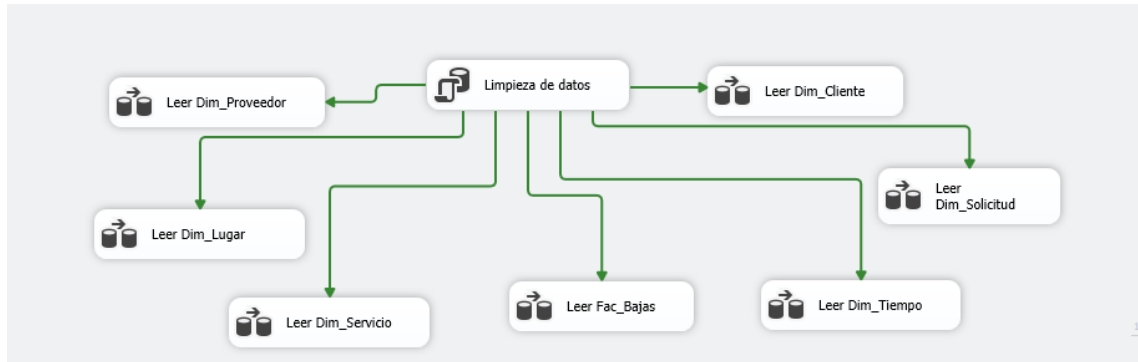 Limpieza de datos
Leer Dim_Proveedor
Leer Dim_Cliente
Leer
Dim_Solicitud
Leer Dim_Lugar
Leer Dim_Servicio
Leer Fac_Bajas
Leer Dim_Tiempo